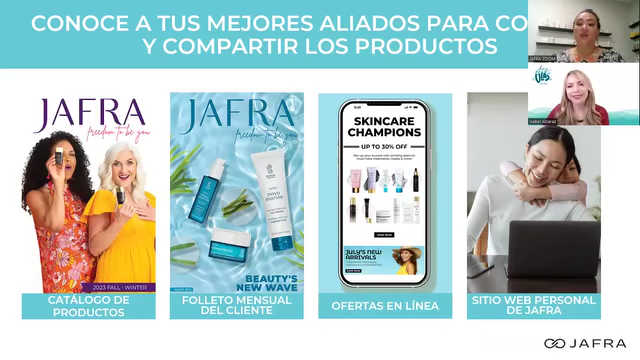 CONOCE A TUS MEJORES ALIADOS PARA CO
Y COMPARTIR LOS PRODUCTOS
JAFRA
freedom to be you
2023 FALL - WINTER
CATÁLOGO DE
PRODUCTOS
JAFRA
freedom to be you
BEAUTY'S
NEW WAVE
FOLLETO MENSUAL
DEL CLIENTE
SKINCARE
CHAMPIONS
UP TO 30% OFF
JULY'S NEW
ARRIVALS
OFERTAS EN LÍNEA
SITIO WEB PERSONAL
DE JAFRA
JAFRA